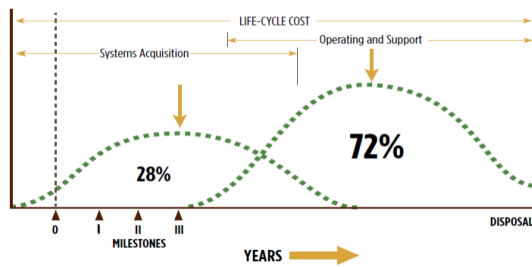 LIFE-CYCLE COST
Operating and Support
Systems Acquisition
72%
28%
0 I II III
MILESTONES
DISPOSAL
YEARS